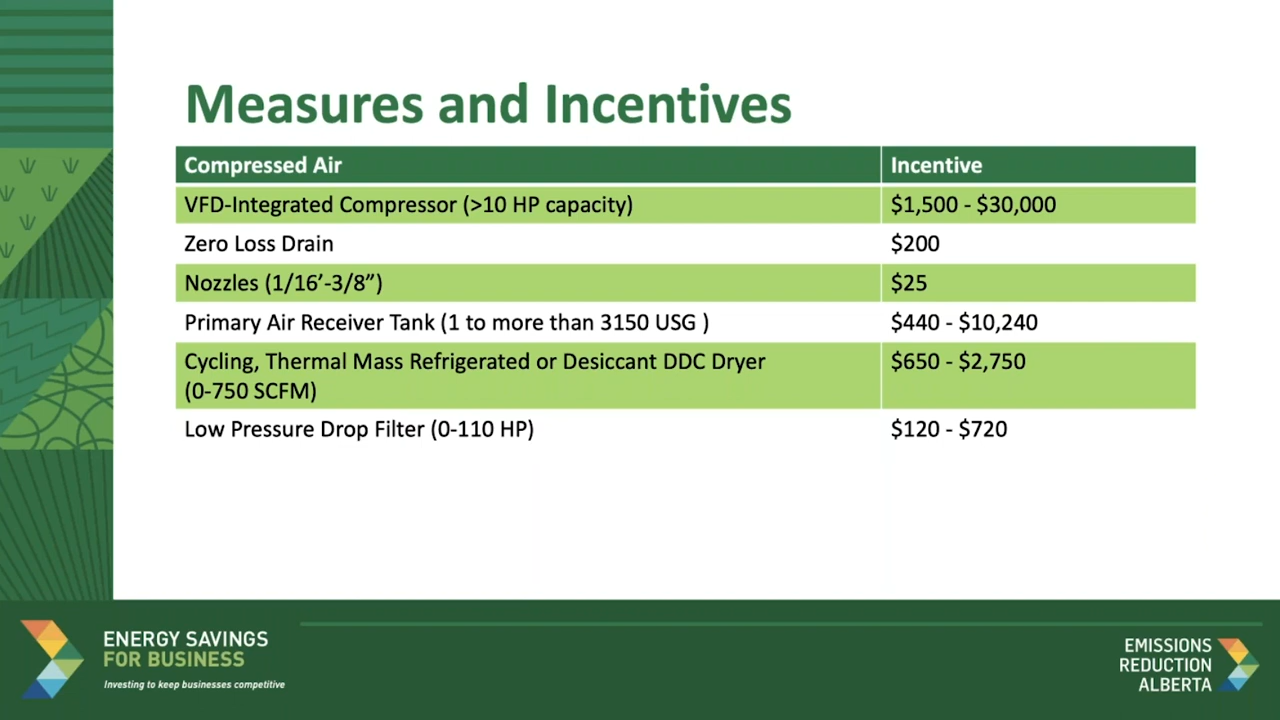 Measures and Incentives
Compressed Air Incentive
VFD-Integrated Compressor (>10 HP capacity) $1,500 - $30,000
Zero Loss Drain $200
Nozzles (1/16’-3/8”) $25
Primary Air Receiver Tank (1 to more than 3150 USG ) $440 - $10,240
Cycling, Thermal Mass Refrigerated or Desiccant DDC Dryer $650 - $2,750
(0-750 SCFM)
Low Pressure Drop Filter (0-110 HP) $120 - $720
ENERGY SAVINGS
FOR BUSINESS
Investing to keep businesses competitive
EMISSIONS
REDUCTION
ALBERTA